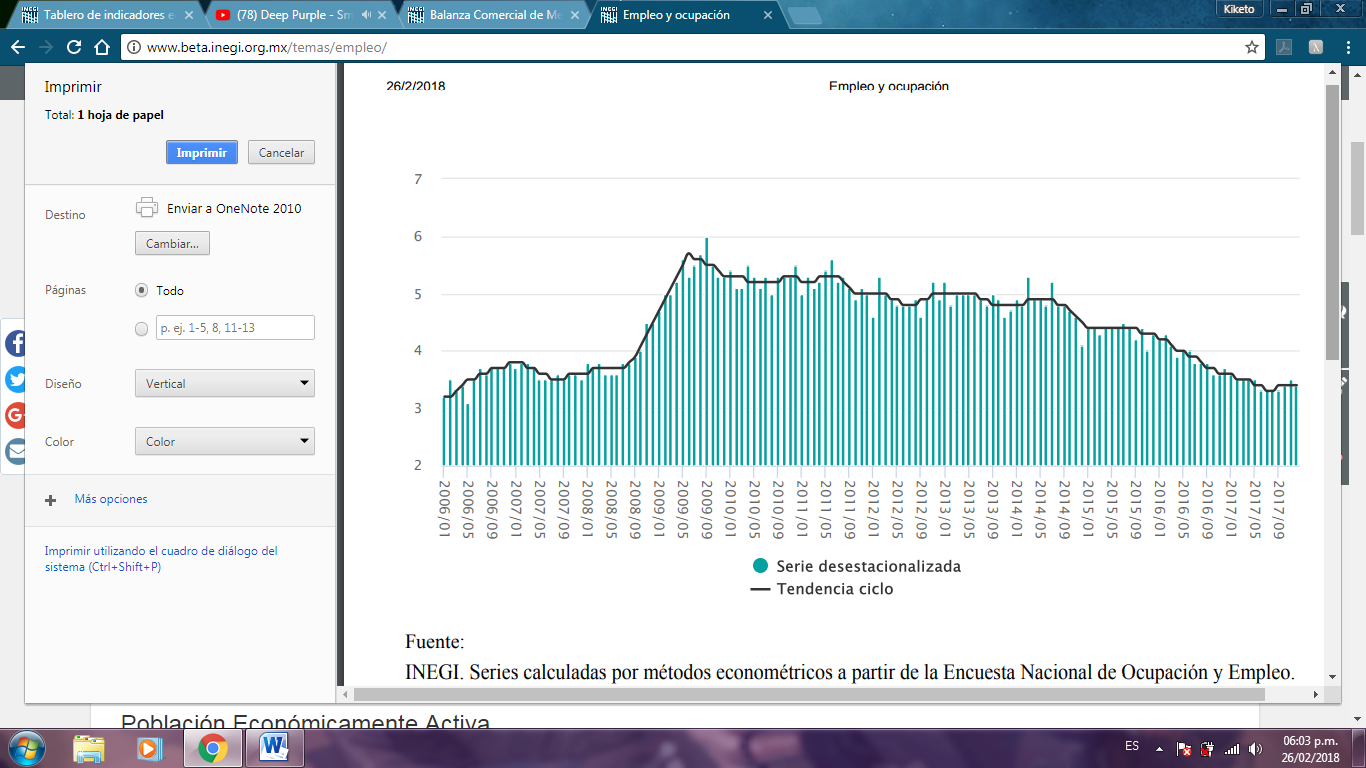 Tablero de indicadores e
(78) Deep Purple - Sm
Balanza Comercial de Mé
Empleo y ocupación
Kiketo
www.beta.inegi.org.mx/temas/empleo/
Imprimir
Total: 1 hoja de papel
Imprimir
Cancelar
Destino
Enviar a OneNote 2010
Cambiar...
Páginas
Todo
p. ej. 1-5, 8, 11-13
Diseño
Vertical
Color
Color
Más opciones
Imprimir utilizando el cuadro de diálogo del
sistema (Ctrl+Shift+P)
26/2/2018
Empleo y ocupación
7
6
5
4
3
2
2006/01
2006/05
2006/09
2007/01
2007/05
2007/09
2008/01
2008/05
2008/09
2009/01
2009/05
2009/09
2010/01
2010/05
2010/09
2011/01
2011/05
2011/09
2012/01
2012/05
2012/09
2013/01
2013/05
2013/09
2014/01
2014/05
2014/09
2015/01
2015/05
2015/09
2016/01
2016/05
2016/09
2017/01
2017/05
2017/09
Serie desestacionalizada
Tendencia ciclo
Fuente:
INEGI. Series calculadas por métodos econométricos a partir de la Encuesta Nacional de Ocupación y Empleo.
Población Económicamente Activa
ES
06:03 p.m.
26/02/2018